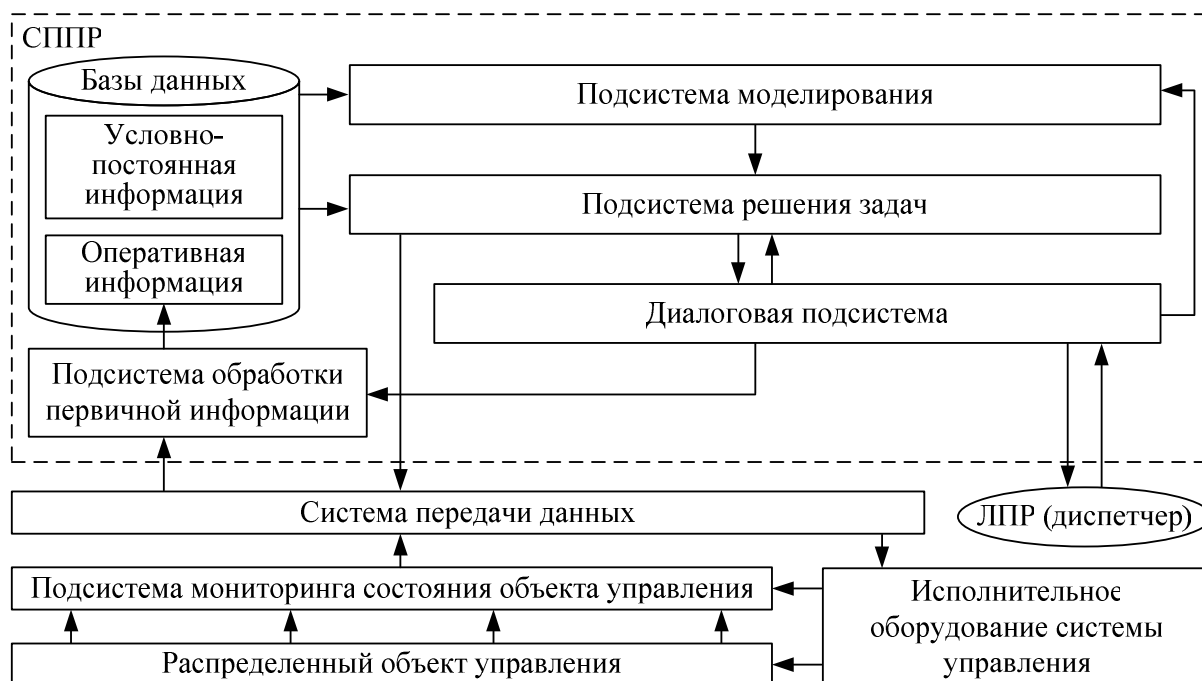 СППР
Базы данных
Условно-
постоянная
информация
Оперативная
информация
Подсистема моделирования
Подсистема решения задач
Диалоговая подсистема
Подсистема обработки
первичной информации
Система передачи данных
ЛПР (диспетчер)
Подсистема мониторинга состояния объекта управления
Исполнительное
оборудование системы
управления
Распределенный объект управления